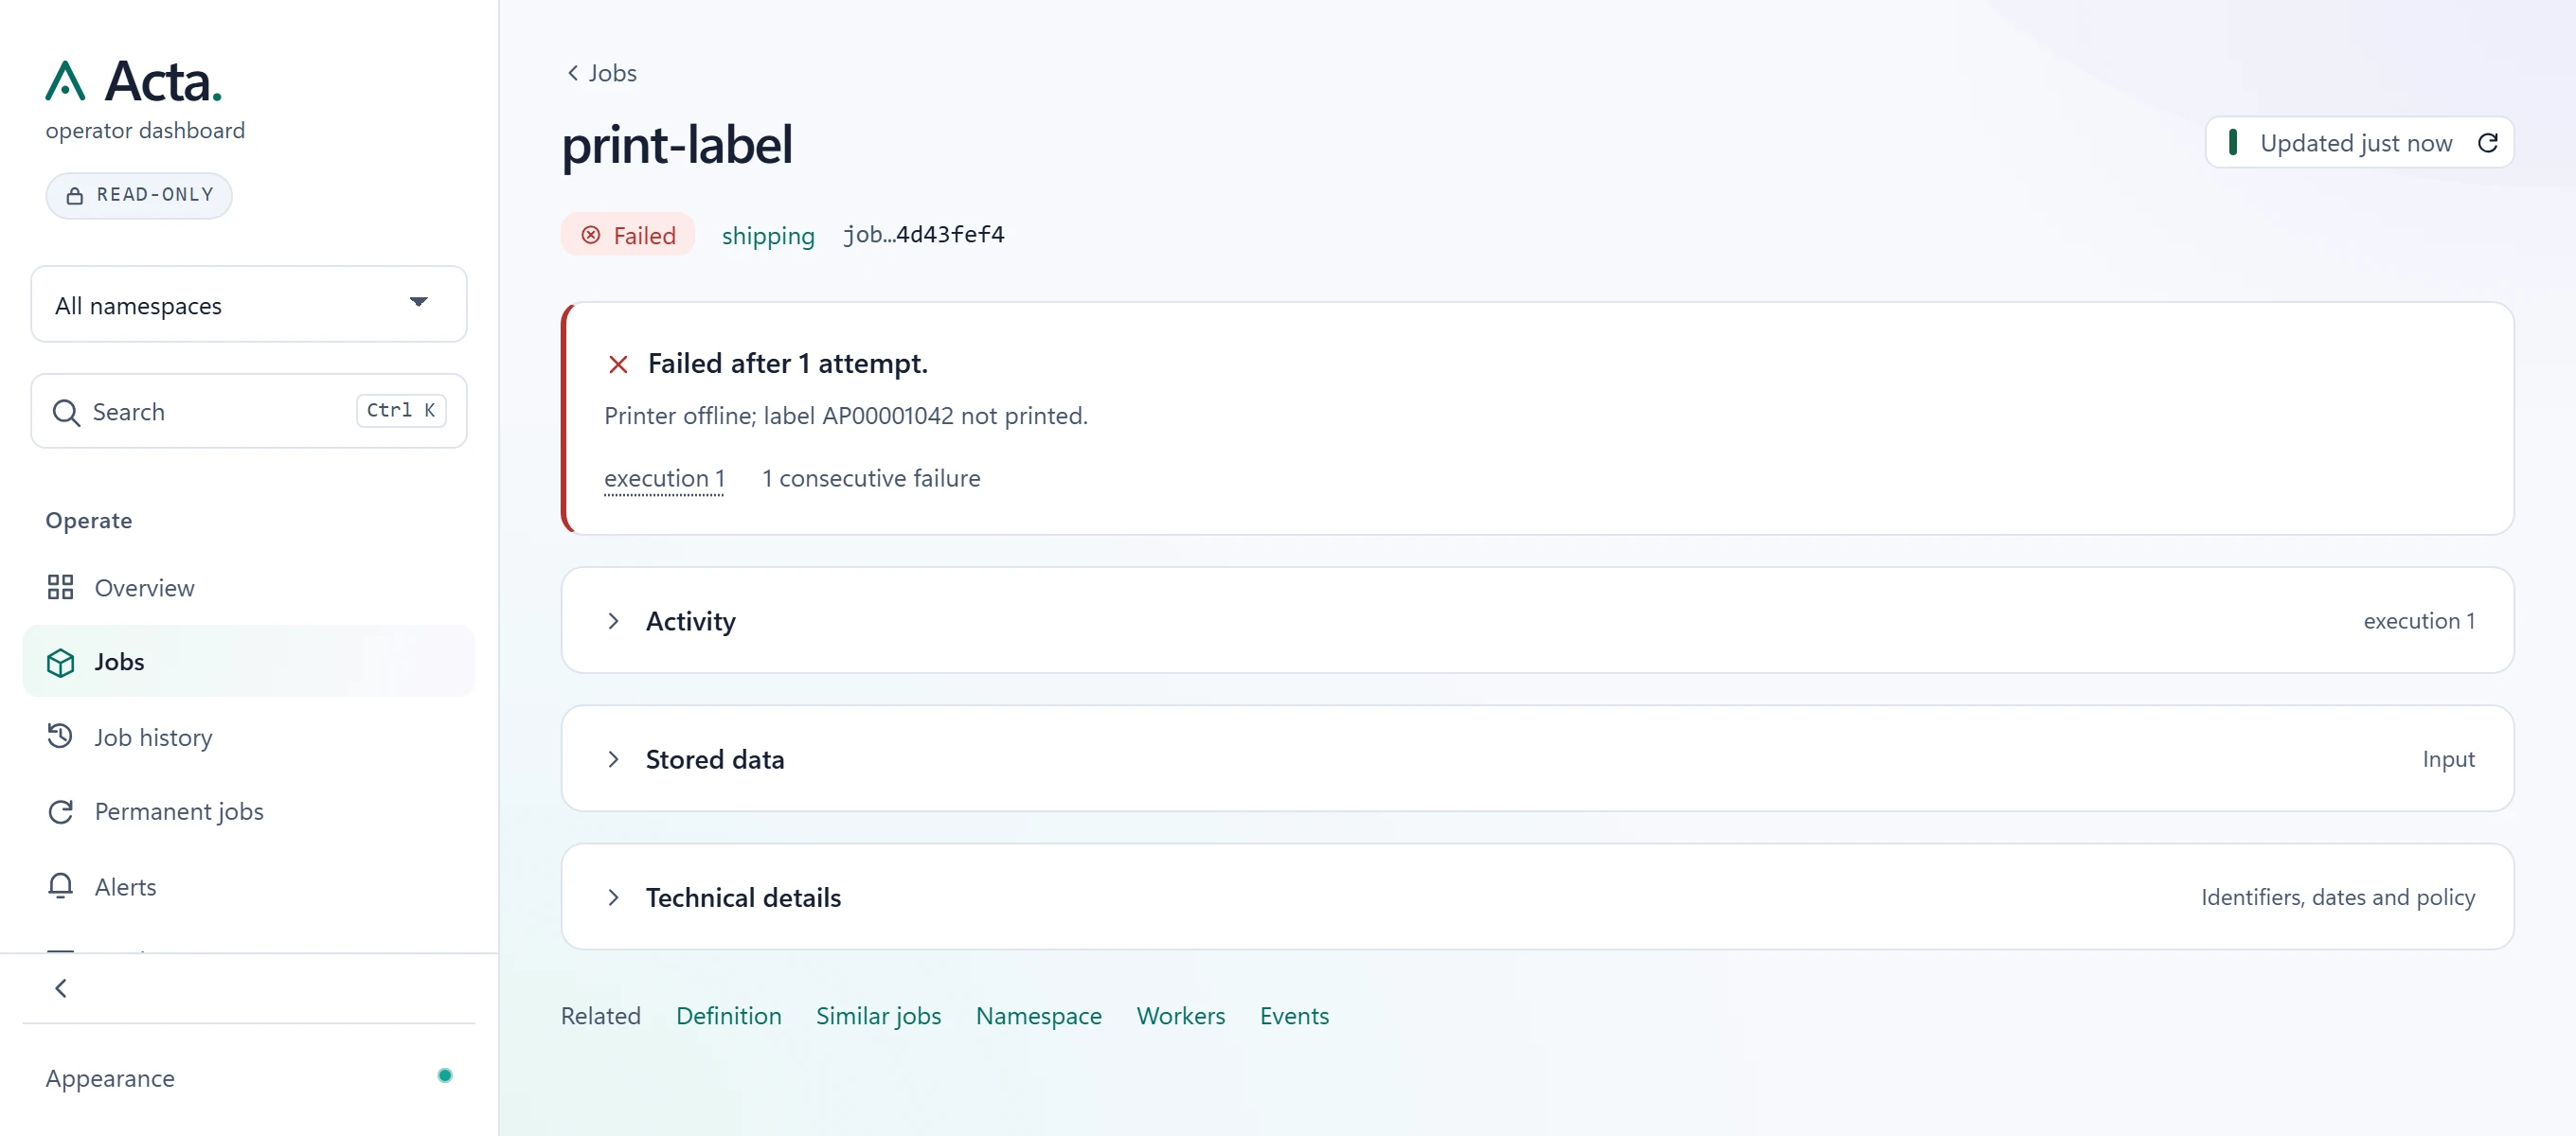 Acta.
operator dashboard
READ-ONLY
All namespaces
Search Ctrl K
Operate
Overview
Jobs
Job history
Permanent jobs
Alerts
Appearance
Jobs
print-label
Updated just now
Failed shipping job…4d43fef4
Failed after 1 attempt.
Printer offline; label AP00001042 not printed.
execution 1 1 consecutive failure
Activity execution 1
Stored data Input
Technical details Identifiers, dates and policy
Related Definition Similar jobs Namespace Workers Events